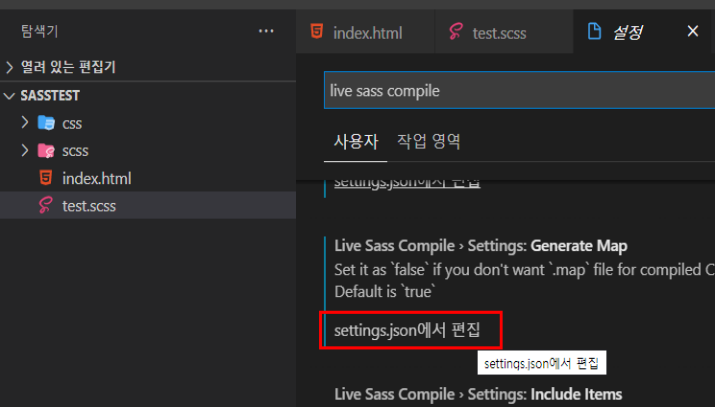 탐색기
···
열려 있는 편집기
SASSTEST
css
scss
index.html
test.scss
index.html
test.scss
설정
live sass compile
사용자
작업 영역
settings.json에서 편집
Live Sass Compile › Settings: Generate Map
Set it as `false` if you don't want `.map` file for compiled C
Default is `true`
settings.json에서 편집
settings.json에서 편집
Live Sass Compile › Settings: Include Items